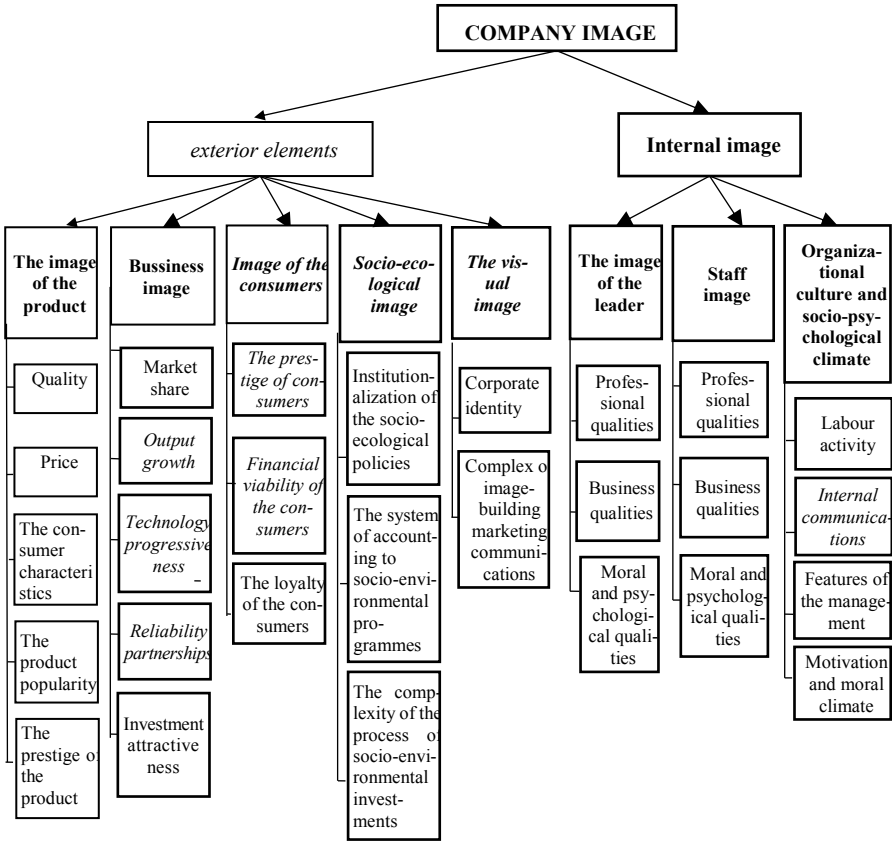 COMPANY IMAGE
exterior elements
Internal image
The image
of the
product
Bussiness
image
Image of the
consumers
Socio-eco-
logical
image
The vis-
ual
image
The image
of the
leader
Staff
image
Organiza-
tional
culture and
socio-psy-
chological
climate
Quality
Price
The con-
sumer
characteri
stics
The
product
popularity
The
prestige of
the
product
Market
share
Output
growth
Technology
progressive
ness
Reliability
partnerships
Investment
attractive
ness
The pres-
tige of con-
sumers
Financial
viability of
the con-
sumers
The loyalty
of the con-
sumers
Institution-
alization of
the socio-
ecological
policies
The system
of accounting
to
socio-en-
vironmental
pro-
grammes
The comp-
lexity of the
process of
socio-envi-
ronmental
invest-
ments
Corporate
identity
Complex o
image-
building
marketing
communi-
cations
Profes-
sional
qualities
Business
qualities
Moral and
psy-
chologi-
cal quali-
ties
Profes-
sional
qualities
Business
qualities
Moral and
psycholog-
ical quali-
ties
Labour
activity
Internal
communica-
tions
Features of
the manage-
ment
Motivation
and moral
climate